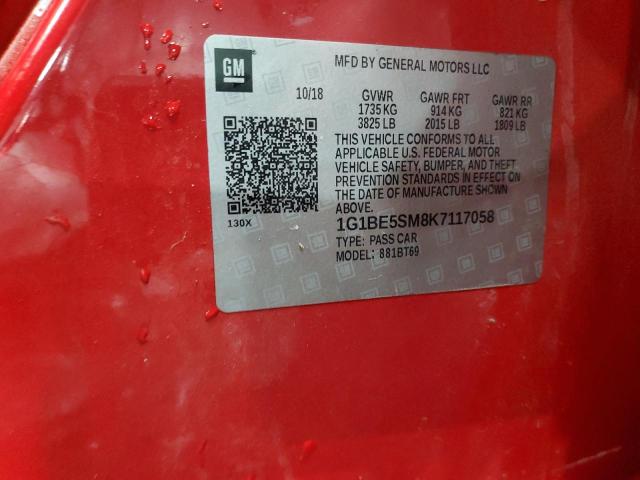 GM
MFD BY GENERAL MOTORS LLC
10/18 GVWR GAWR FRT GAWR RR
1735 KG 914 KG 821 KG
3825 LB 2015 LB 1809 LB
THIS VEHICLE CONFORMS TO ALL
APPLICABLE U.S. FEDERAL MOTOR
VEHICLE SAFETY, BUMPER, AND THEFT
PREVENTION STANDARDS IN EFFECT ON
THE DATE OF MANUFACTURE SHOWN
ABOVE.
130X
1G1BE5SM8K7117058
TYPE: PASS CAR
MODEL: 881BT69